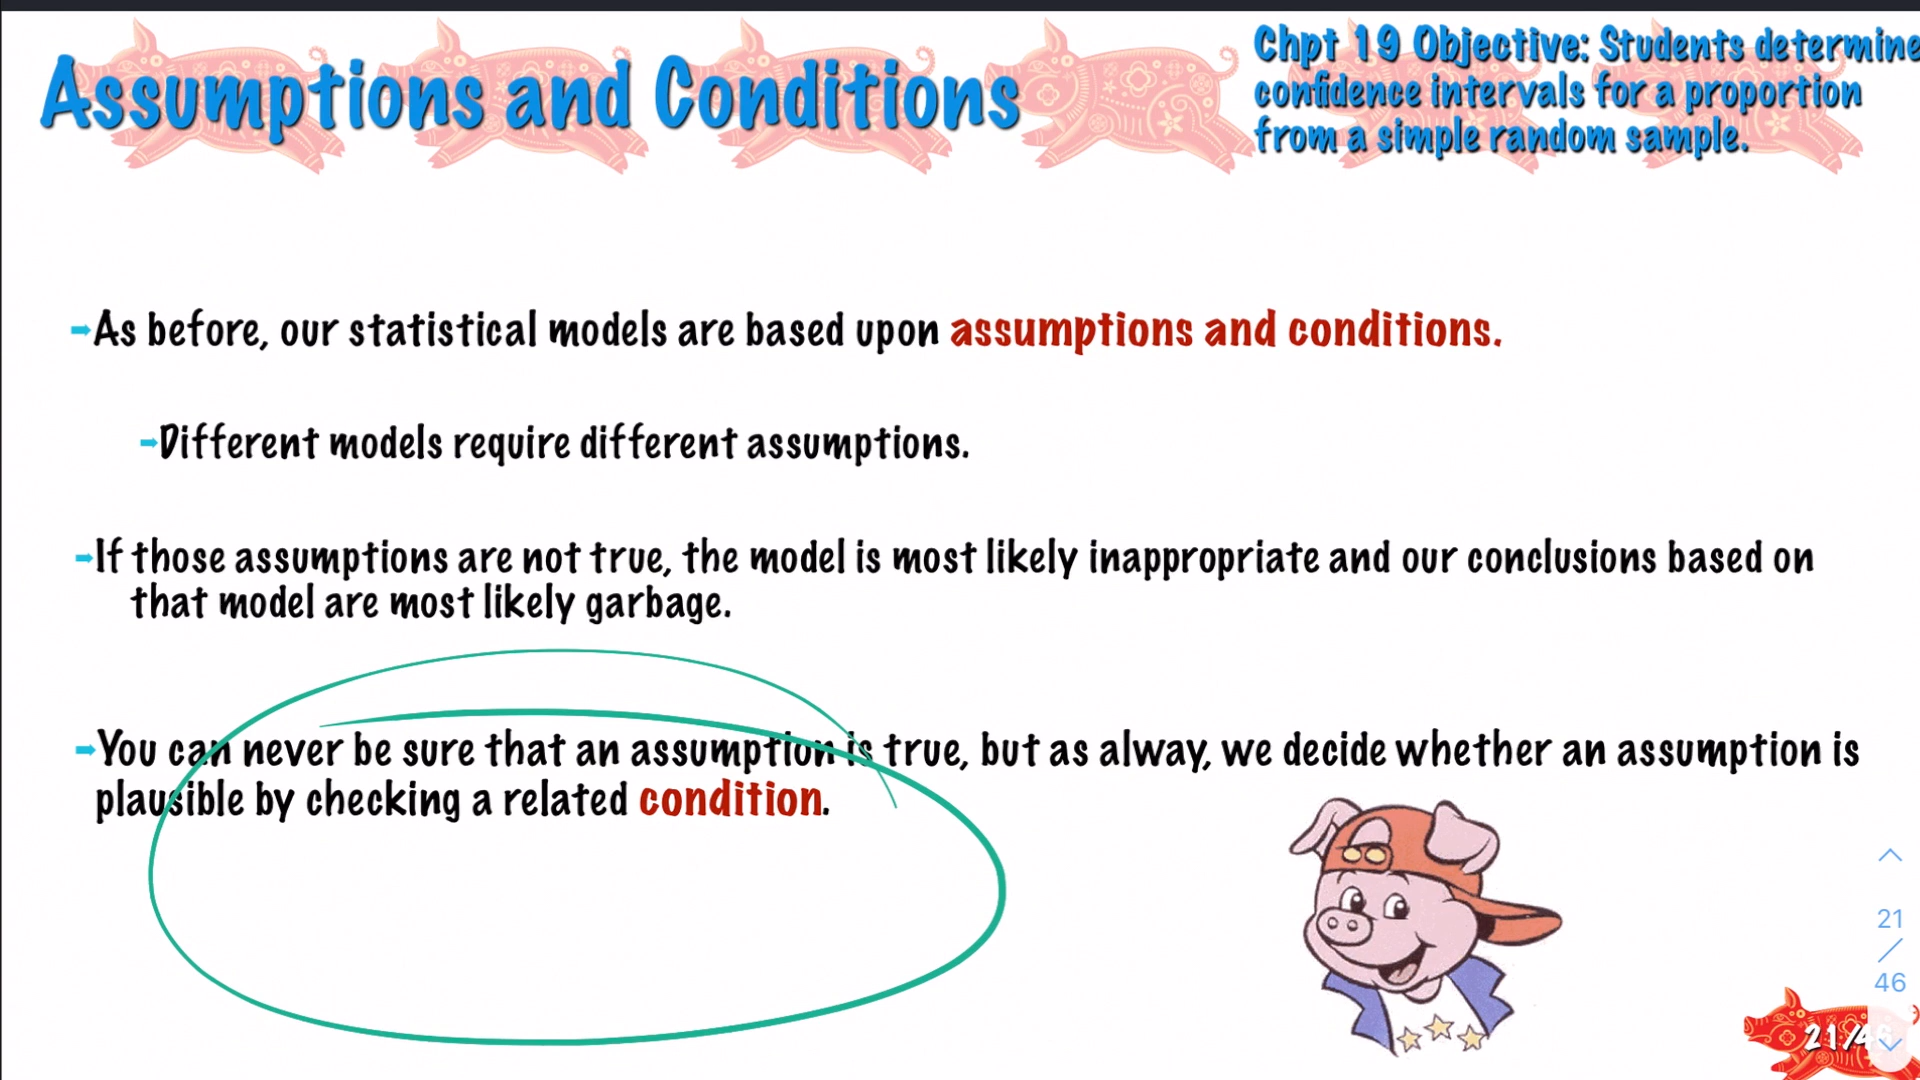 Assumptions and Conditions
Chpt 19 Objective: Students determine
confidence intervals for a proportion
from a simple random sample.
As before, our statistical models are based upon assumptions and conditions.
Different models require different assumptions.
If those assumptions are not true, the model is most likely inappropriate and our conclusions based on
that model are most likely garbage.
You can never be sure that an assumption is true, but as alway, we decide whether an assumption is
plausible by checking a related condition.
21
/
46
21/46